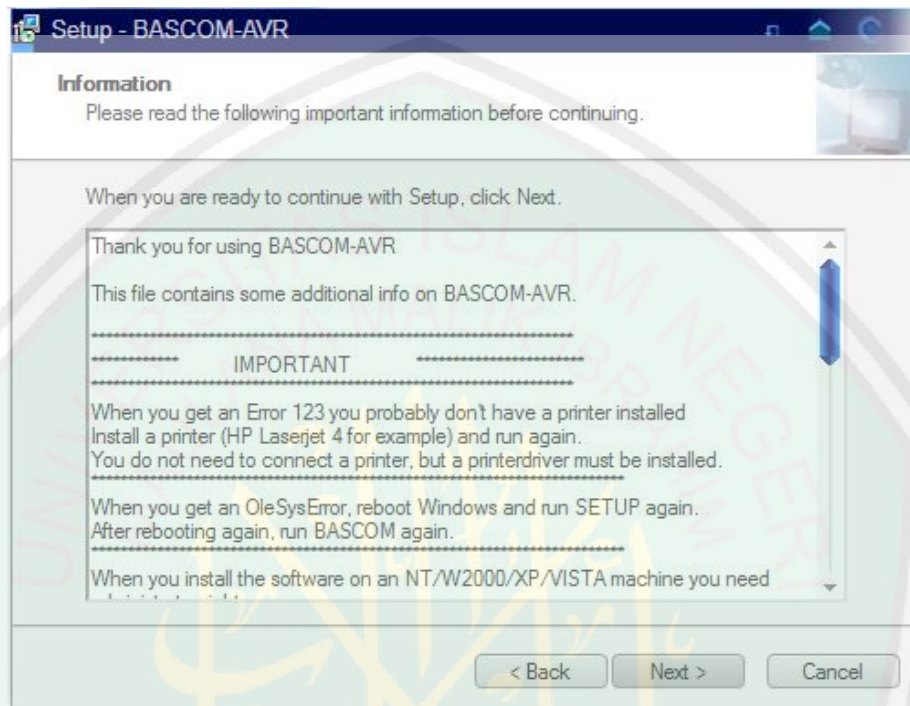 Setup - BASCOM-AVR
Information
Please read the following important information before continuing.
When you are ready to continue with Setup, click Next.
Thank you for using BASCOM-AVR
This file contains some additional info on BASCOM-AVR.
*****************************************************************
************ IMPORTANT ***********************
*****************************************************************
When you get an Error 123 you probably don't have a printer installed
Install a printer (HP Laserjet 4 for example) and run again.
You do not need to connect a printer, but a printerdriver must be installed.
************************************************************************
When you get an OleSysError, reboot Windows and run SETUP again.
After rebooting again, run BASCOM again.
************************************************************************
When you install the software on an NT/W2000/XP/VISTA machine you need
< Back Next > Cancel
UNIVERSITAS ISLAM NEGERI
MALIK IBRAHIM